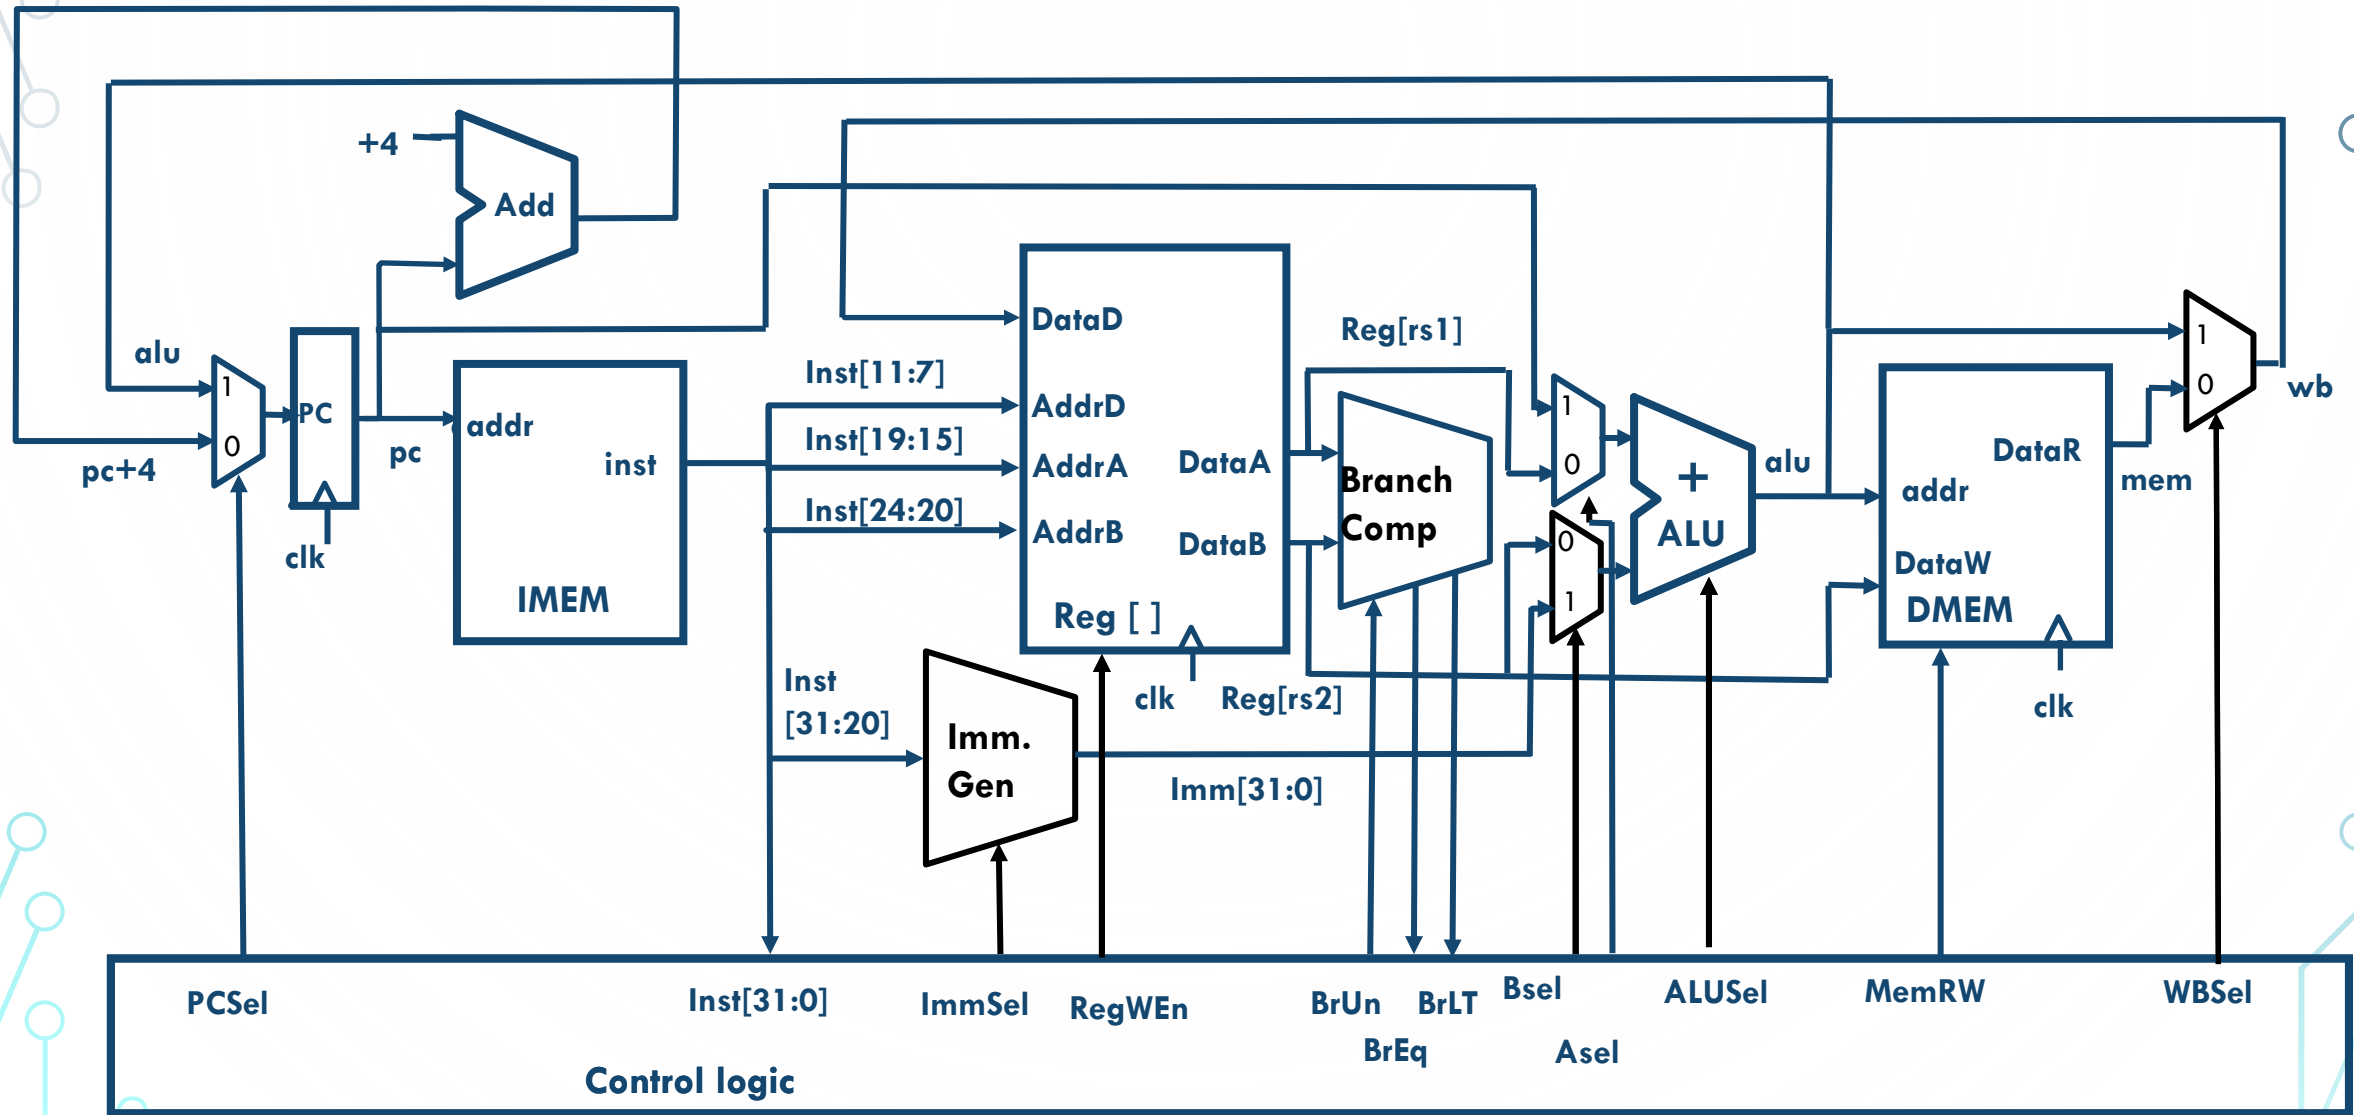 +4
Add
alu
1
0
pc+4
PC
clk
pc
addr
inst
IMEM
Inst[11:7]
Inst[19:15]
Inst[24:20]
Inst
[31:20]
DataD
AddrD
AddrA
AddrB
DataA
DataB
Reg [ ]
clk
Imm.
Gen
Imm[31:0]
Reg[rs1]
Reg[rs2]
Branch
Comp
1
0
0
1
+
ALU
alu
addr
DataW
DMEM
DataR
clk
mem
1
0
wb
PCSel
Inst[31:0]
ImmSel
RegWEn
BrUn
BrEq
BrLT
Bsel
Asel
ALUSel
MemRW
WBSel
Control logic